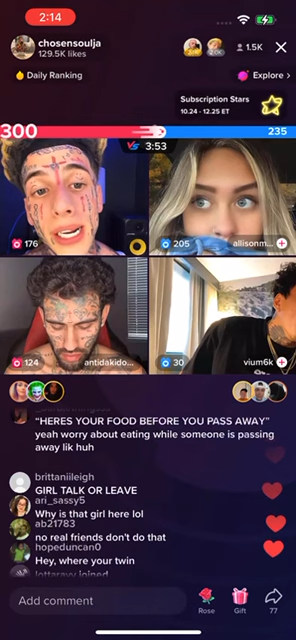 2:14
chosensoulja
129.5K likes
1.5K
Daily Ranking
Explore >
Subscription Stars
10.24 - 12.25 ET
300
235
VS 3:53
176
205 allisonm...
124 antidakido...
30 vium6k
“HERES YOUR FOOD BEFORE YOU PASS AWAY”
yeah worry about eating while someone is passing
away lik huh
brittaniileigh
GIRL TALK OR LEAVE
ari_sassy5
Why is that girl here lol
ab21783
no real friends don't do that
hopeduncan0
Hey, where your twin
lottaravv joined
Add comment
Rose
Gift
77